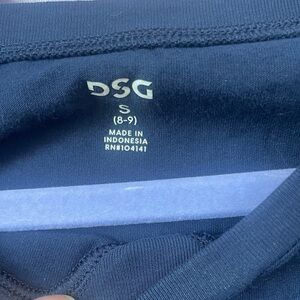 DSG
S
(8-9)
MADE IN
INDONESIA
RN#104141